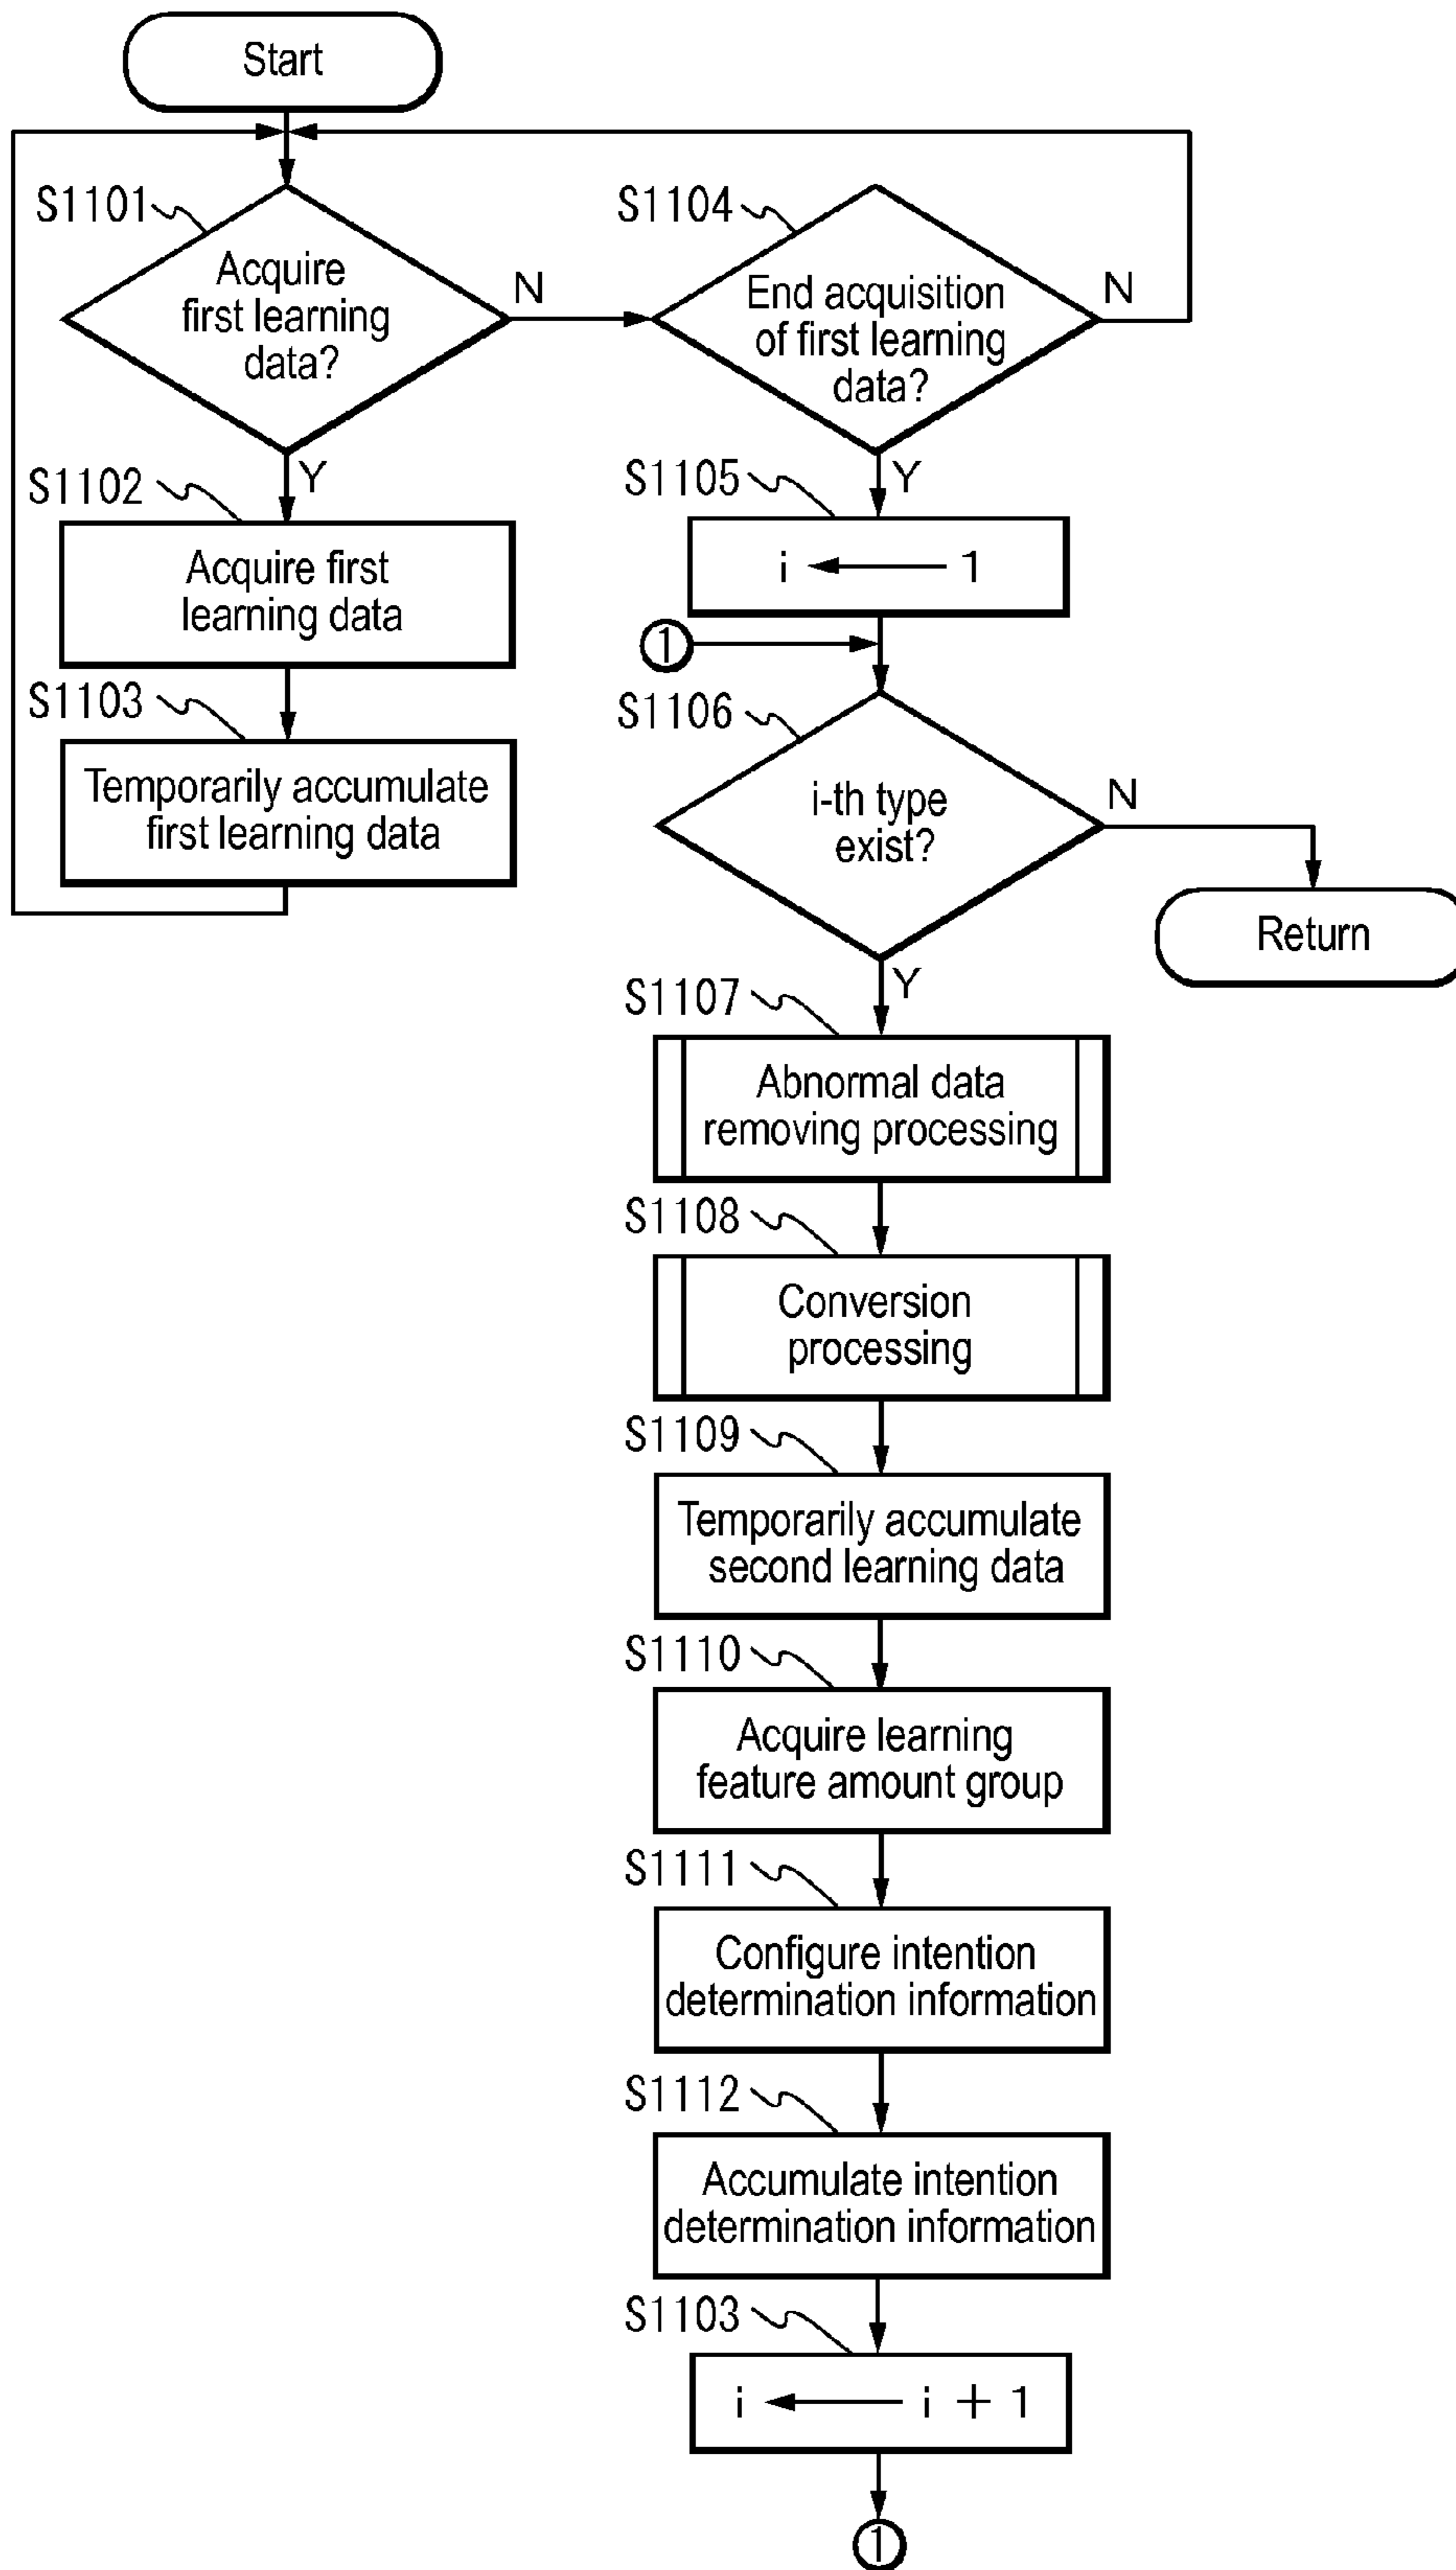 Start
S1101
Acquire
first learning
data?
N
S1104
End acquisition
of first learning
data?
N
Y
S1102
Acquire first
learning data
S1103
Temporarily accumulate
first learning data
Y
S1105
i ← 1
①
S1106
i-th type
exist?
N
Return
Y
S1107
Abnormal data
removing processing
S1108
Conversion
processing
S1109
Temporarily accumulate
second learning data
S1110
Acquire learning
feature amount group
S1111
Configure intention
determination information
S1112
Accumulate intention
determination information
S1103
i ← i + 1
①